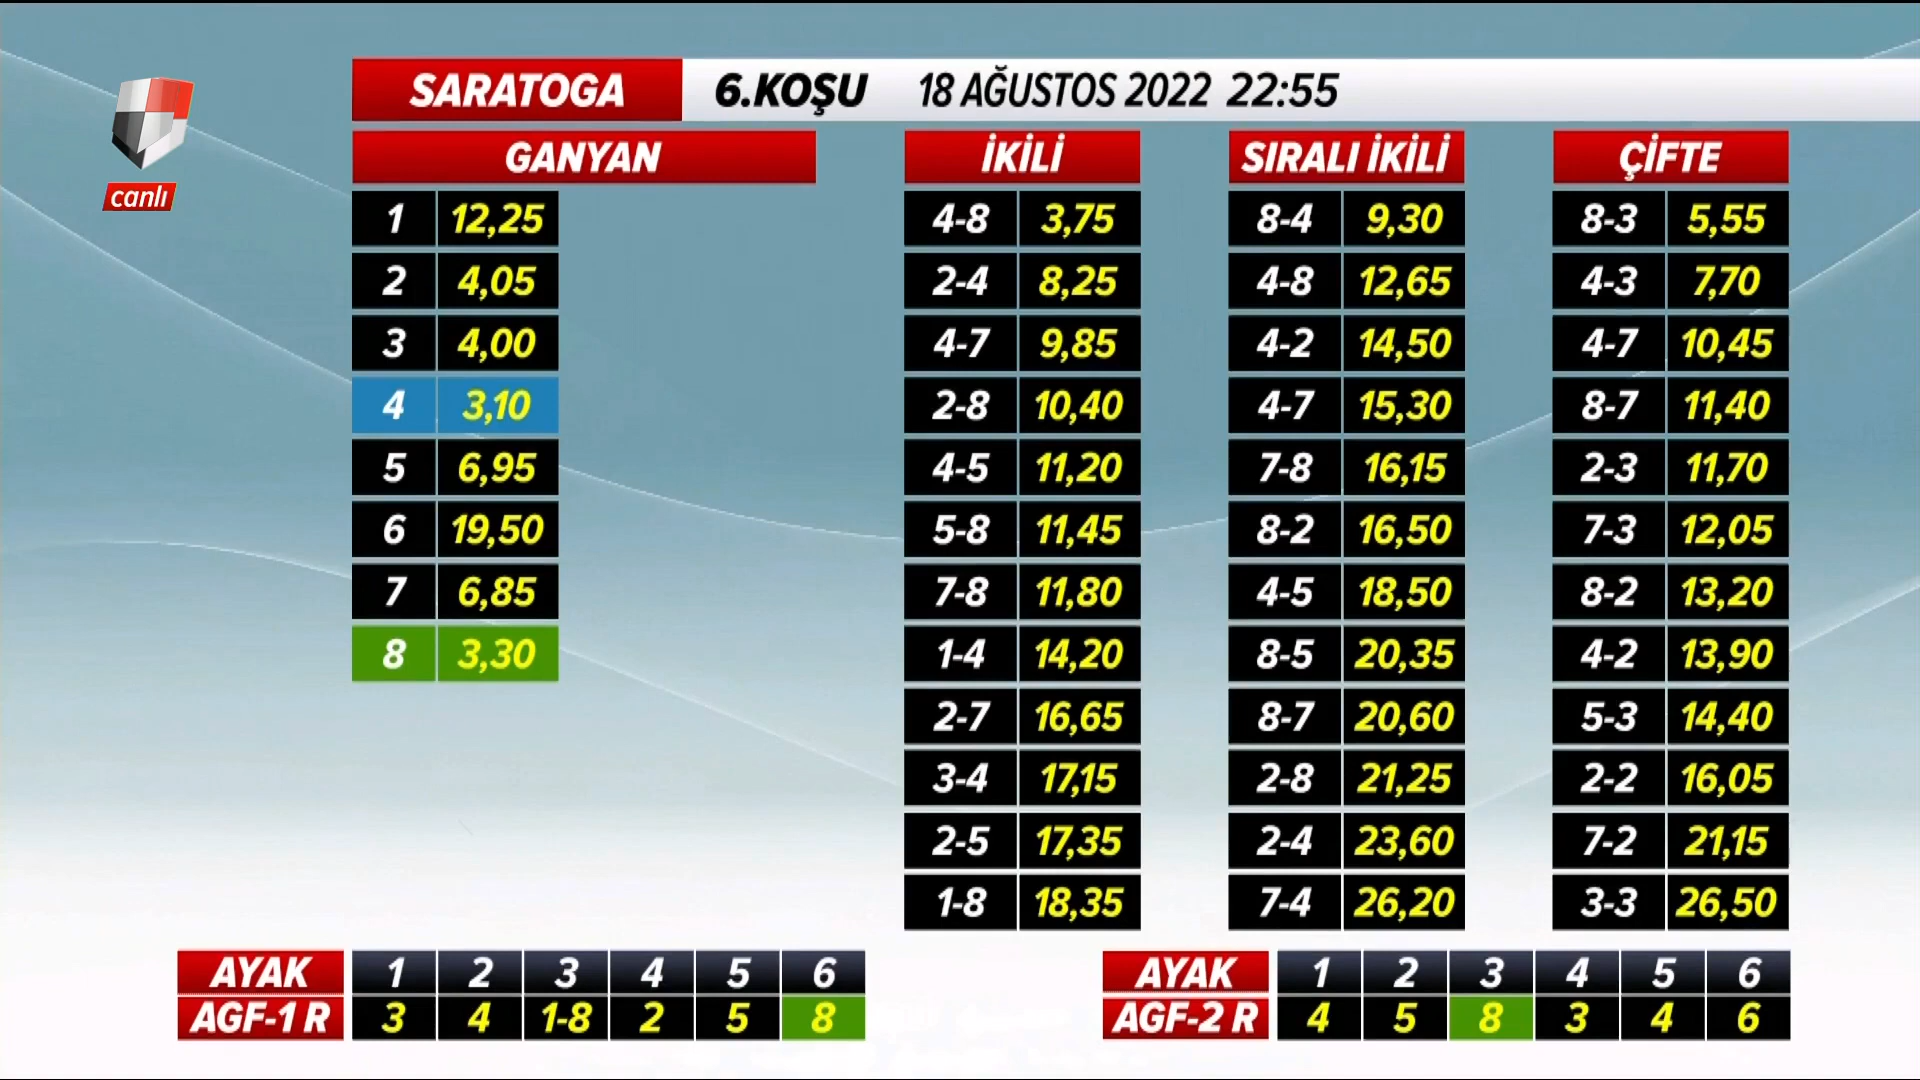 SARATOGA 6.KOŞU 18 AĞUSTOS 2022 22:55
canlı
GANYAN İKİLİ SIRALI İKİLİ ÇİFTE
1 12,25 4-8 3,75 8-4 9,30 8-3 5,55
2 4,05 2-4 8,25 4-8 12,65 4-3 7,70
3 4,00 4-7 9,85 4-2 14,50 4-7 10,45
4 3,10 2-8 10,40 4-7 15,30 8-7 11,40
5 6,95 4-5 11,20 7-8 16,15 2-3 11,70
6 19,50 5-8 11,45 8-2 16,50 7-3 12,05
7 6,85 7-8 11,80 4-5 18,50 8-2 13,20
8 3,30 1-4 14,20 8-5 20,35 4-2 13,90
2-7 16,65 8-7 20,60 5-3 14,40
3-4 17,15 2-8 21,25 2-2 16,05
2-5 17,35 2-4 23,60 7-2 21,15
1-8 18,35 7-4 26,20 3-3 26,50
AYAK 1 2 3 4 5 6 AYAK 1 2 3 4 5 6
AGF-1 R 3 4 1-8 2 5 8 AGF-2 R 4 5 8 3 4 6